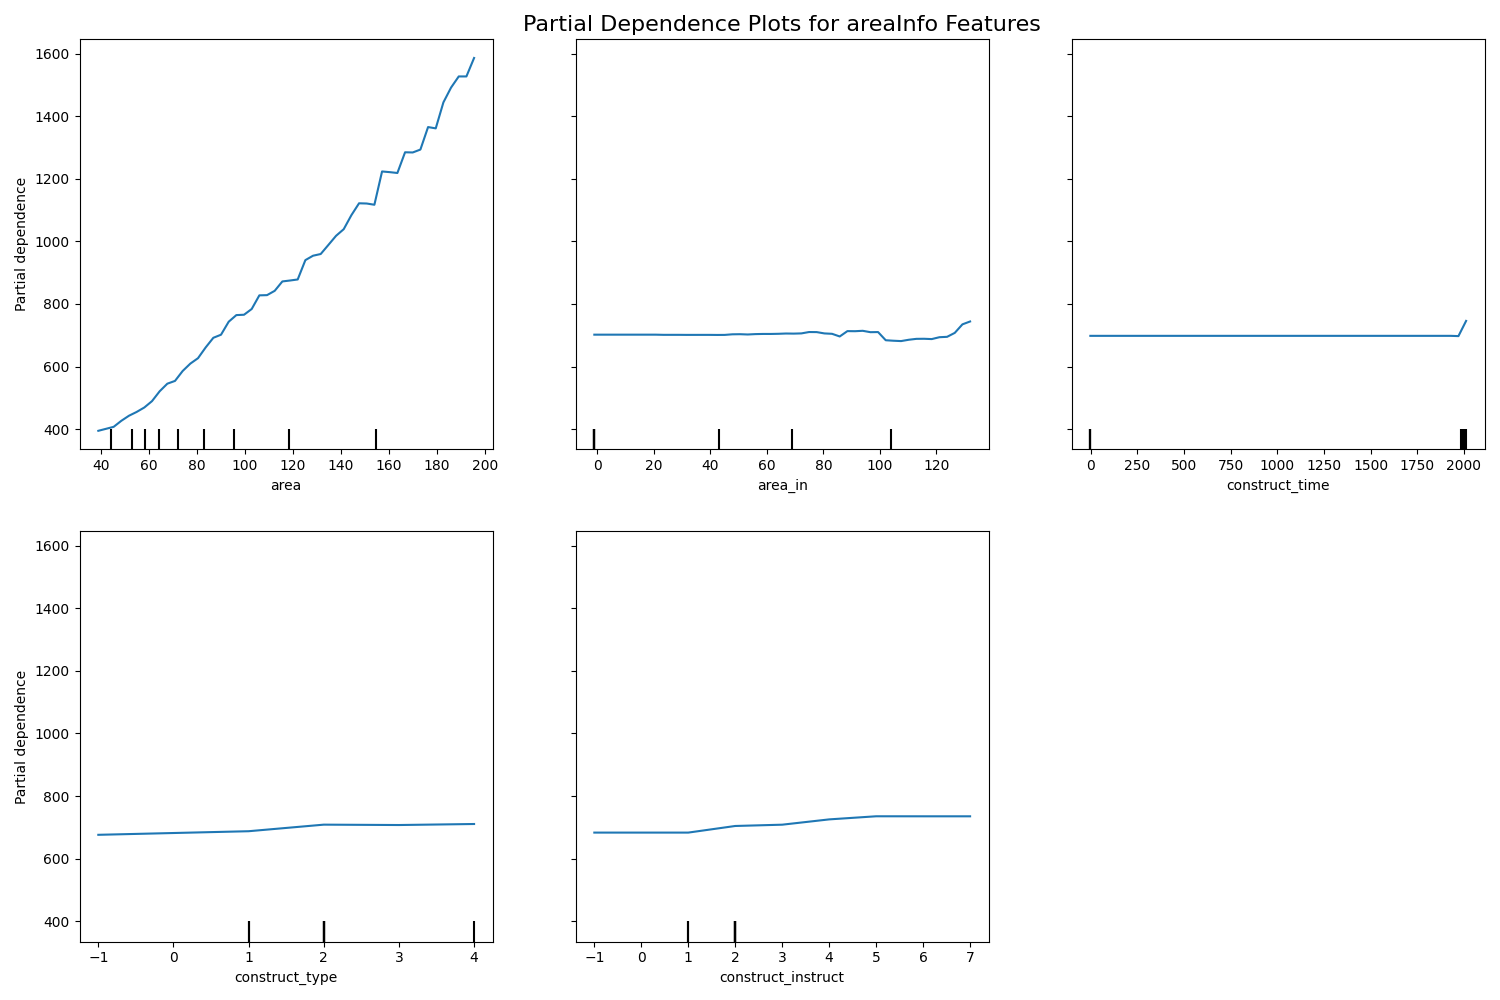 Partial Dependence Plots for areaInfo Features
Partial dependence
1600
1400
1200
1000
800
600
400
40 60 80 100 120 140 160 180 200
area
0 20 40 60 80 100 120
area_in
0 250 500 750 1000 1250 1500 1750 2000
construct_time
Partial dependence
1600
1400
1200
1000
800
600
400
−1 0 1 2 3 4
construct_type
−1 0 1 2 3 4 5 6 7
construct_instruct